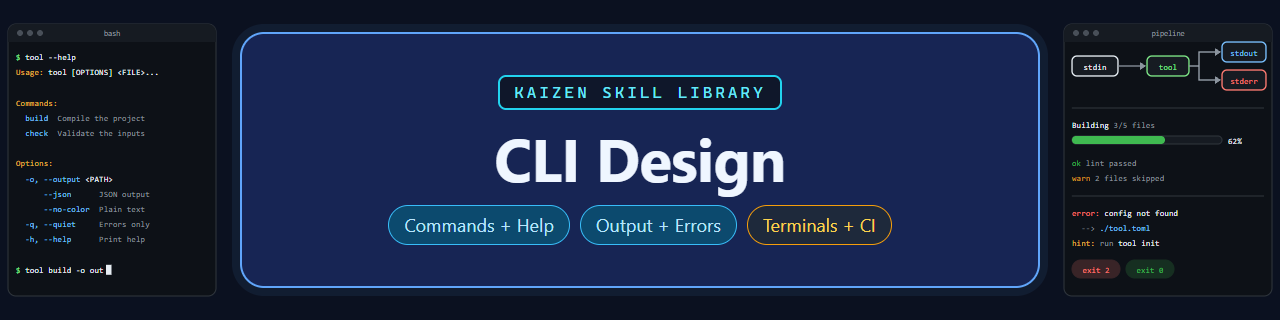 bash
$ tool --help
Usage: tool [OPTIONS] <FILE>...
Commands:
build Compile the project
check Validate the inputs
Options:
-o, --output <PATH>
--json JSON output
--no-color Plain text
-q, --quiet Errors only
-h, --help Print help
$ tool build -o out
KAIZEN SKILL LIBRARY
CLI Design
Commands + Help
Output + Errors
Terminals + CI
pipeline
stdin
tool
stdout
stderr
Building 3/5 files
62%
ok lint passed
warn 2 files skipped
error: config not found
--> ./tool.toml
hint: run tool init
exit 2
exit 0